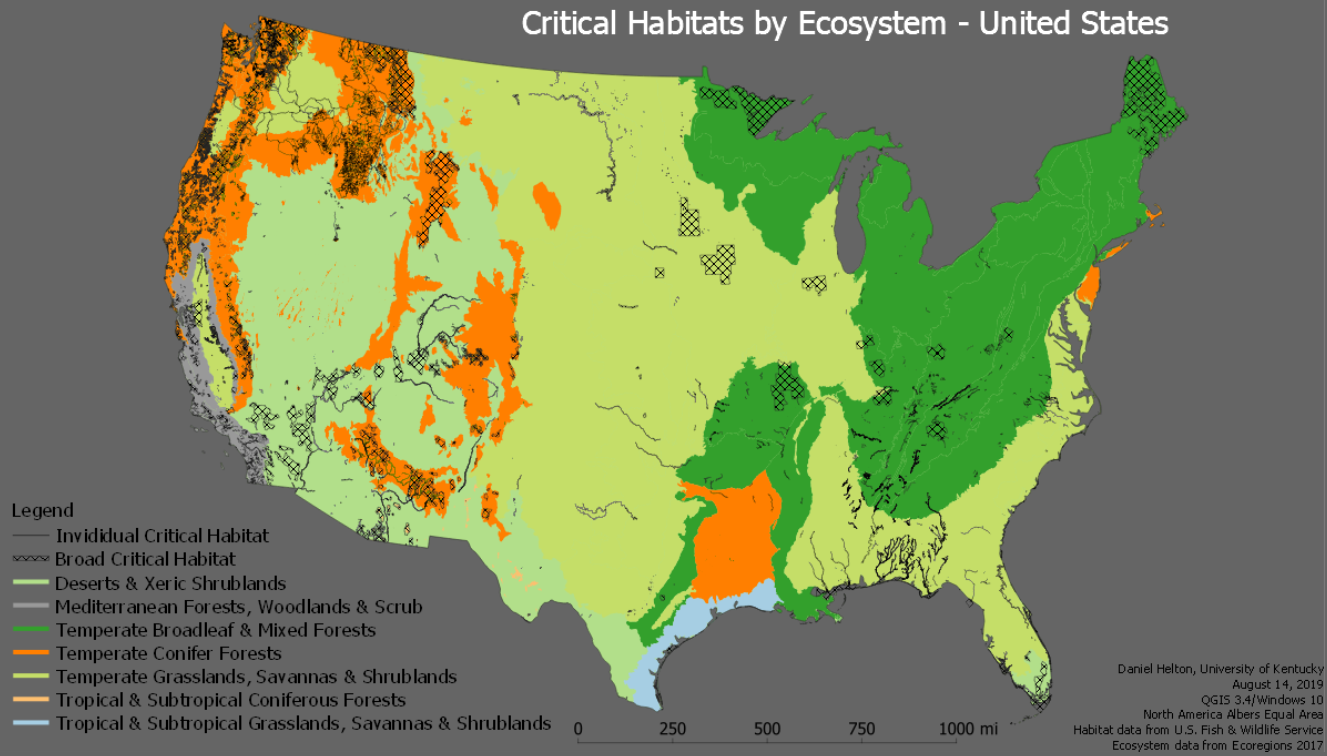 Critical Habitats by Ecosystem - United States
Legend
Invididual Critical Habitat
Broad Critical Habitat
Deserts & Xeric Shrublands
Mediterranean Forests, Woodlands & Scrub
Temperate Broadleaf & Mixed Forests
Temperate Conifer Forests
Temperate Grasslands, Savannas & Shrublands
Tropical & Subtropical Coniferous Forests
Tropical & Subtropical Grasslands, Savannas & Shrublands
0 250 500 750 1000 mi
Daniel Helton, University of Kentucky
August 14, 2019
QGIS 3.4/Windows 10
North America Albers Equal Area
Habitat data from U.S. Fish & Wildlife Service
Ecosystem data from Ecoregions 2017